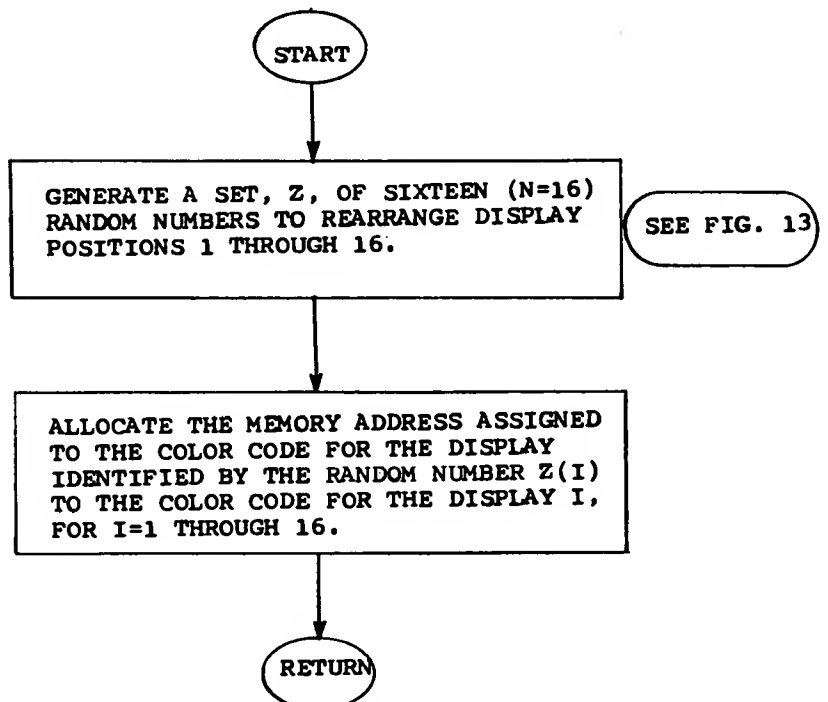 START
GENERATE A SET, Z, OF SIXTEEN (N=16)
RANDOM NUMBERS TO REARRANGE DISPLAY
POSITIONS 1 THROUGH 16.
SEE FIG. 13
ALLOCATE THE MEMORY ADDRESS ASSIGNED
TO THE COLOR CODE FOR THE DISPLAY
IDENTIFIED BY THE RANDOM NUMBER Z(I)
TO THE COLOR CODE FOR THE DISPLAY I,
FOR I=1 THROUGH 16.
RETURN